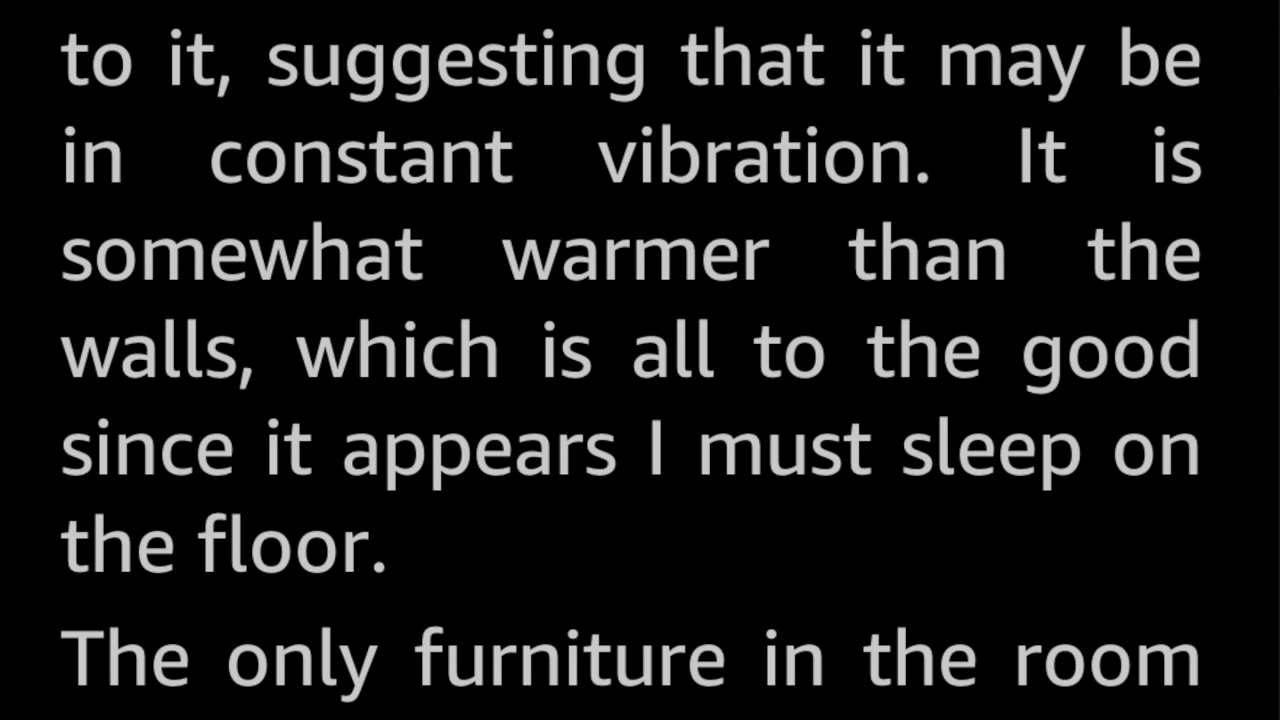 to it, suggesting that it may be
in constant vibration. It is
somewhat warmer than the
walls, which is all to the good
since it appears I must sleep on
the floor.
The only furniture in the room